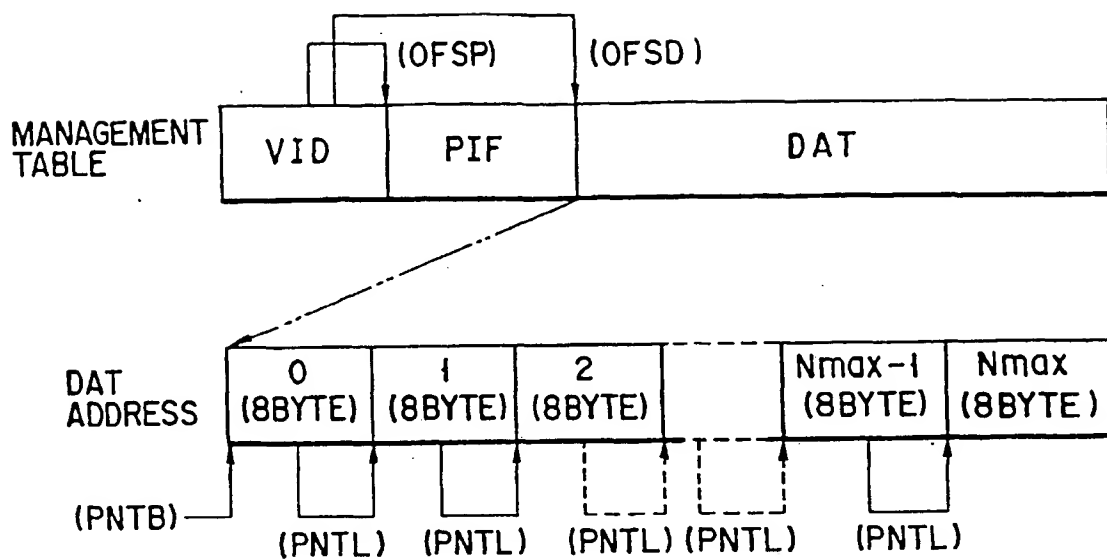 (OFSP) (OFSD)
MANAGEMENT
TABLE
VID PIF DAT
DAT
ADDRESS
0 1 2 Nmax-1 Nmax
(8BYTE) (8BYTE) (8BYTE) (8BYTE) (8BYTE)
(PNTB)
(PNTL) (PNTL) (PNTL) (PNTL) (PNTL)